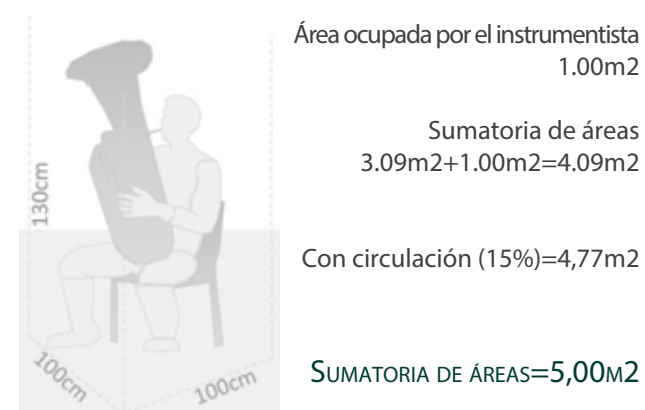 Área ocupada por el instrumentista
1.00m2
Sumatoria de áreas
3.09m2+1.00m2=4.09m2
130cm
Con circulación (15%)=4,77m2
100cm
100cm
SUMATORIA DE ÁREAS=5,00M2